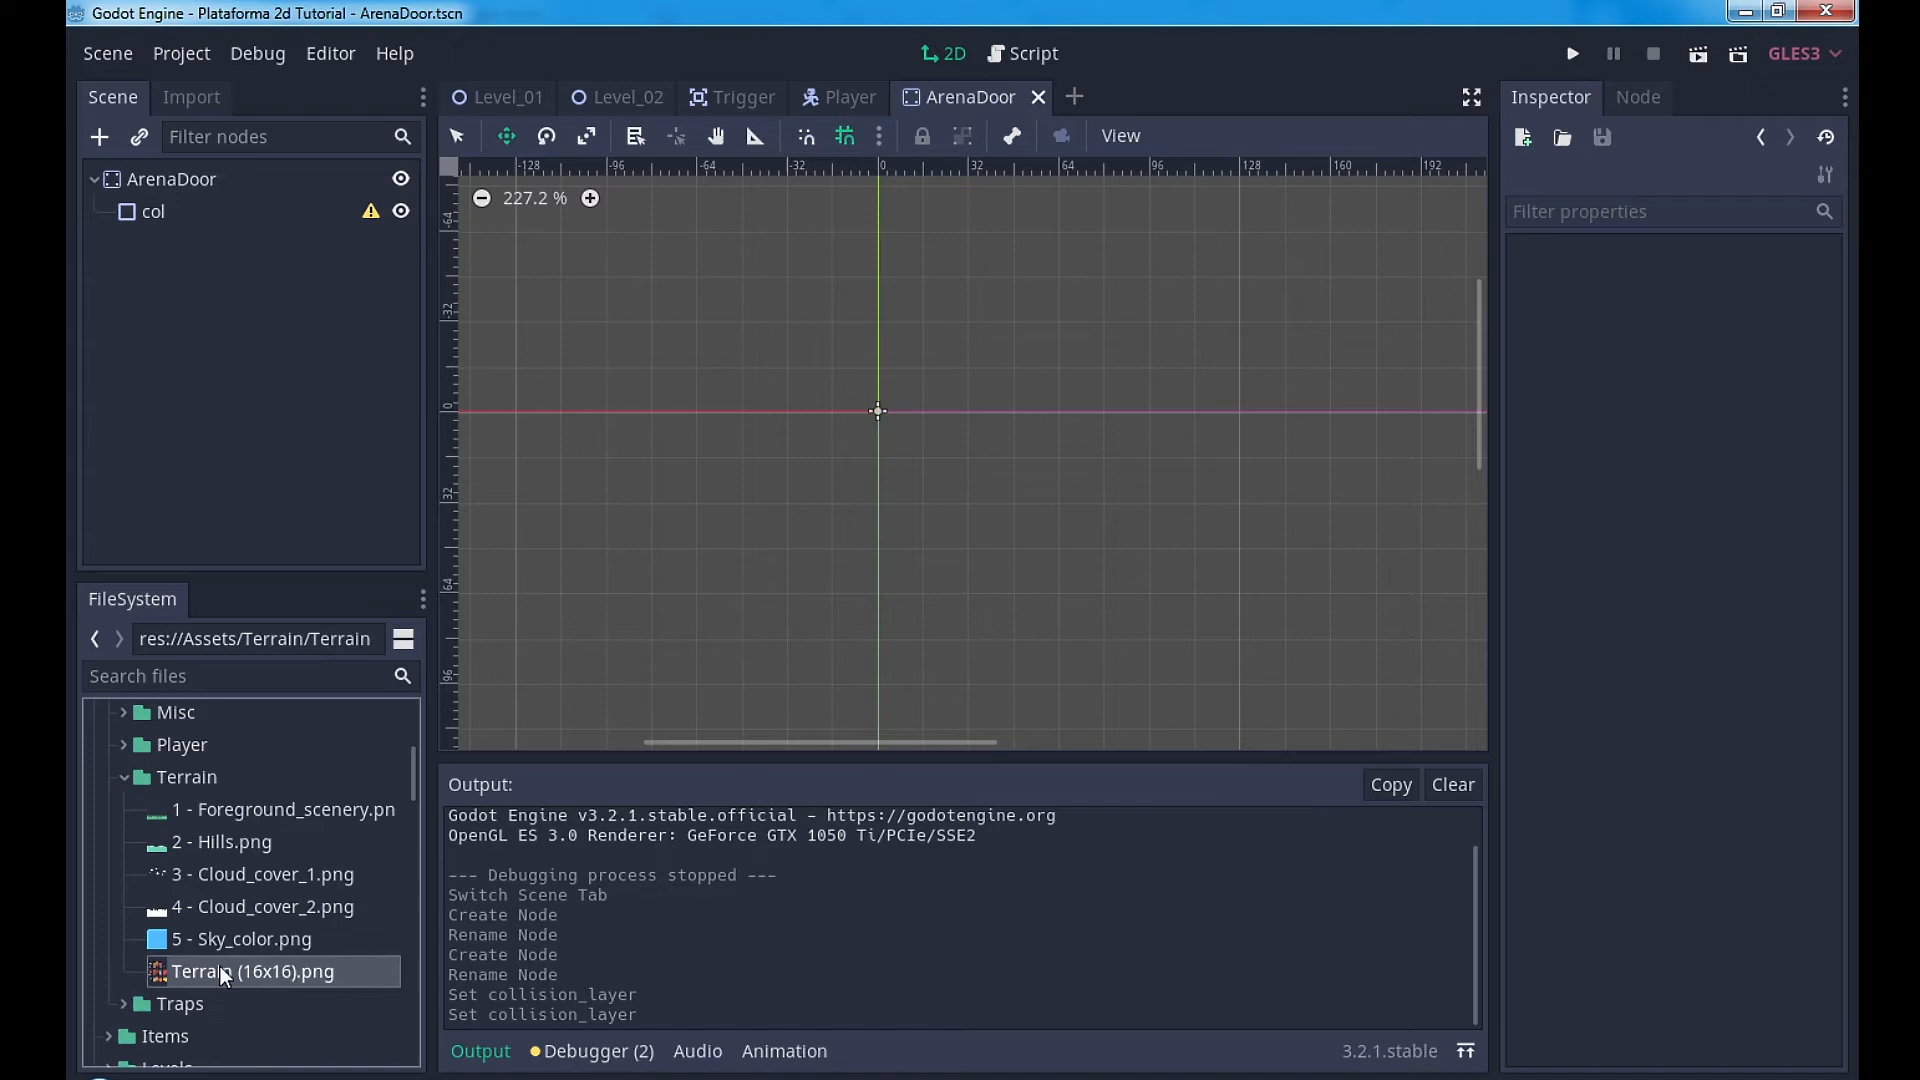 Godot Engine - Plataforma 2d Tutorial - ArenaDoor.tscn
Scene Project Debug Editor Help
2D Script
GLES3
Scene Import
Level_01 Level_02 Trigger Player ArenaDoor
Inspector Node
Filter nodes
View
-128 -96 -64 -32 0 32 64 96 128 160 192
ArenaDoor
col
227.2 %
Filter properties
-64
-32
0
32
64
96
FileSystem
res://Assets/Terrain/Terrain
Search files
Misc
Player
Terrain
1 - Foreground_scenery.pn
2 - Hills.png
3 - Cloud_cover_1.png
4 - Cloud_cover_2.png
5 - Sky_color.png
Terrain (16x16).png
Traps
Items
Output:
Copy Clear
Godot Engine v3.2.1.stable.official - https://godotengine.org
OpenGL ES 3.0 Renderer: GeForce GTX 1050 Ti/PCIe/SSE2
--- Debugging process stopped ---
Switch Scene Tab
Create Node
Rename Node
Create Node
Rename Node
Set collision_layer
Set collision_layer
Output Debugger (2) Audio Animation
3.2.1.stable